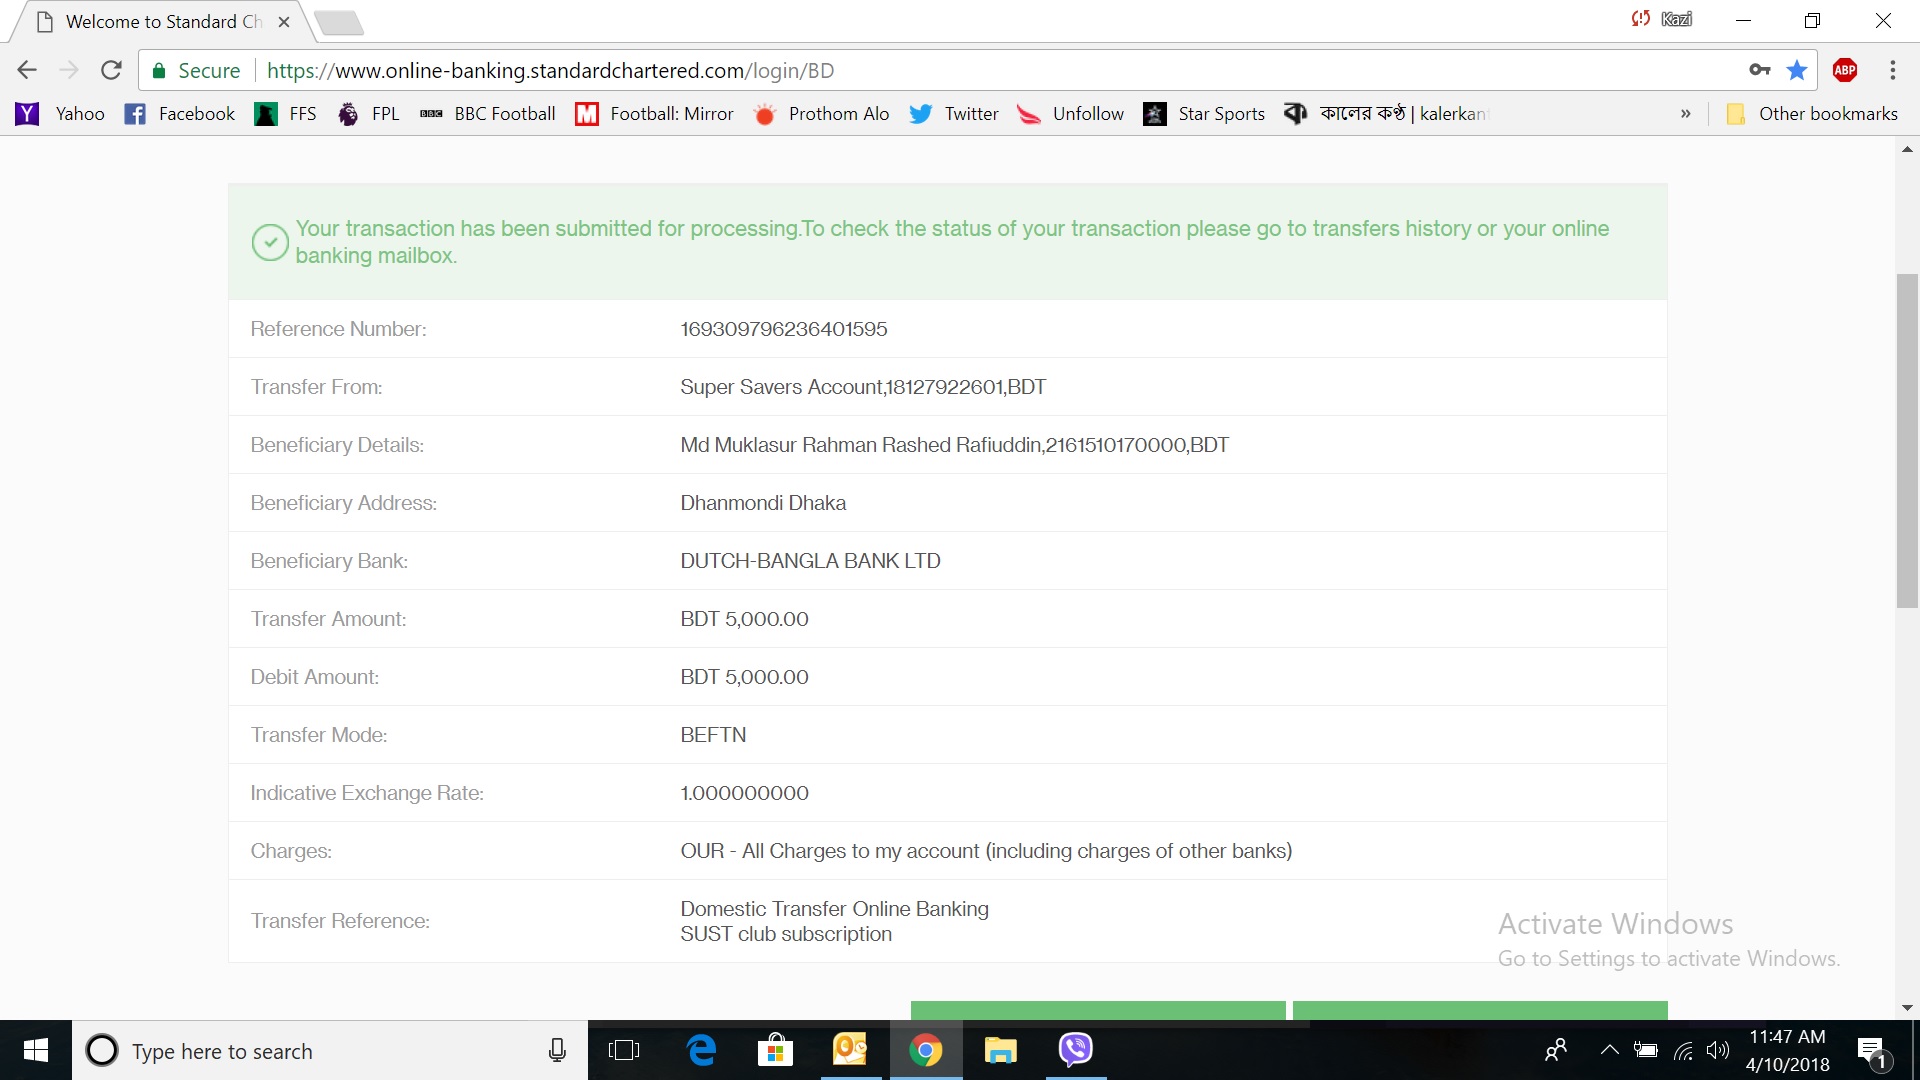 Welcome to Standard Ch
Kazi
Secure https://www.online-banking.standardchartered.com/login/BD
ABP
Yahoo Facebook FFS FPL BBC BBC Football M Football: Mirror Prothom Alo Twitter Unfollow Star Sports কালের কণ্ঠ | kalerkan » Other bookmarks
Your transaction has been submitted for processing.To check the status of your transaction please go to transfers history or your online
banking mailbox.
Reference Number: 169309796236401595
Transfer From: Super Savers Account,18127922601,BDT
Beneficiary Details: Md Muklasur Rahman Rashed Rafiuddin,2161510170000,BDT
Beneficiary Address: Dhanmondi Dhaka
Beneficiary Bank: DUTCH-BANGLA BANK LTD
Transfer Amount: BDT 5,000.00
Debit Amount: BDT 5,000.00
Transfer Mode: BEFTN
Indicative Exchange Rate: 1.000000000
Charges: OUR - All Charges to my account (including charges of other banks)
Transfer Reference: Domestic Transfer Online Banking
SUST club subscription
Activate Windows
Go to Settings to activate Windows.
Type here to search
11:47 AM
4/10/2018
1